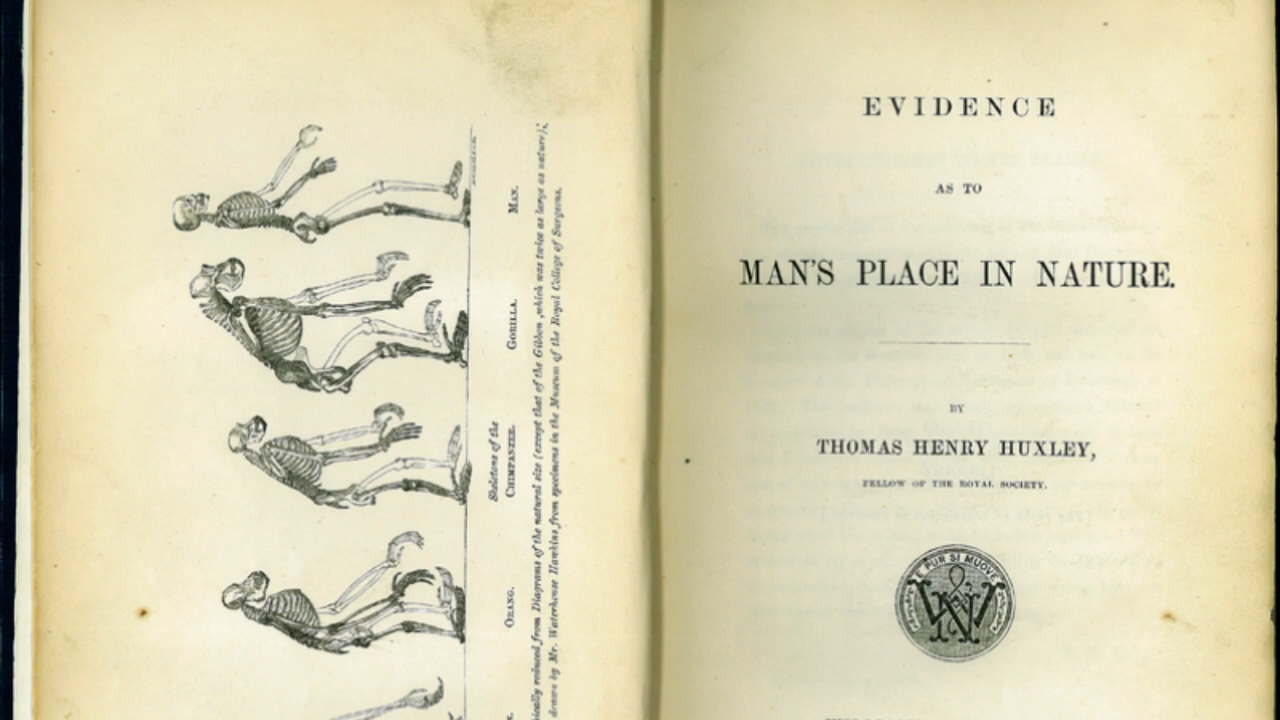 MAN.
GORILLA.
Skeletons of the
CHIMPANZEE.
ORANG.
reduced from Diagrams of the natural size (except that of the Gibbon, which was twice as large as nature),
drawn by Mr. Waterhouse Hawkins from specimens in the Museum of the Royal College of Surgeons.
EVIDENCE
AS TO
MAN'S PLACE IN NATURE.
BY
THOMAS HENRY HUXLEY,
FELLOW OF THE ROYAL SOCIETY.
E PUR SI MUOVE